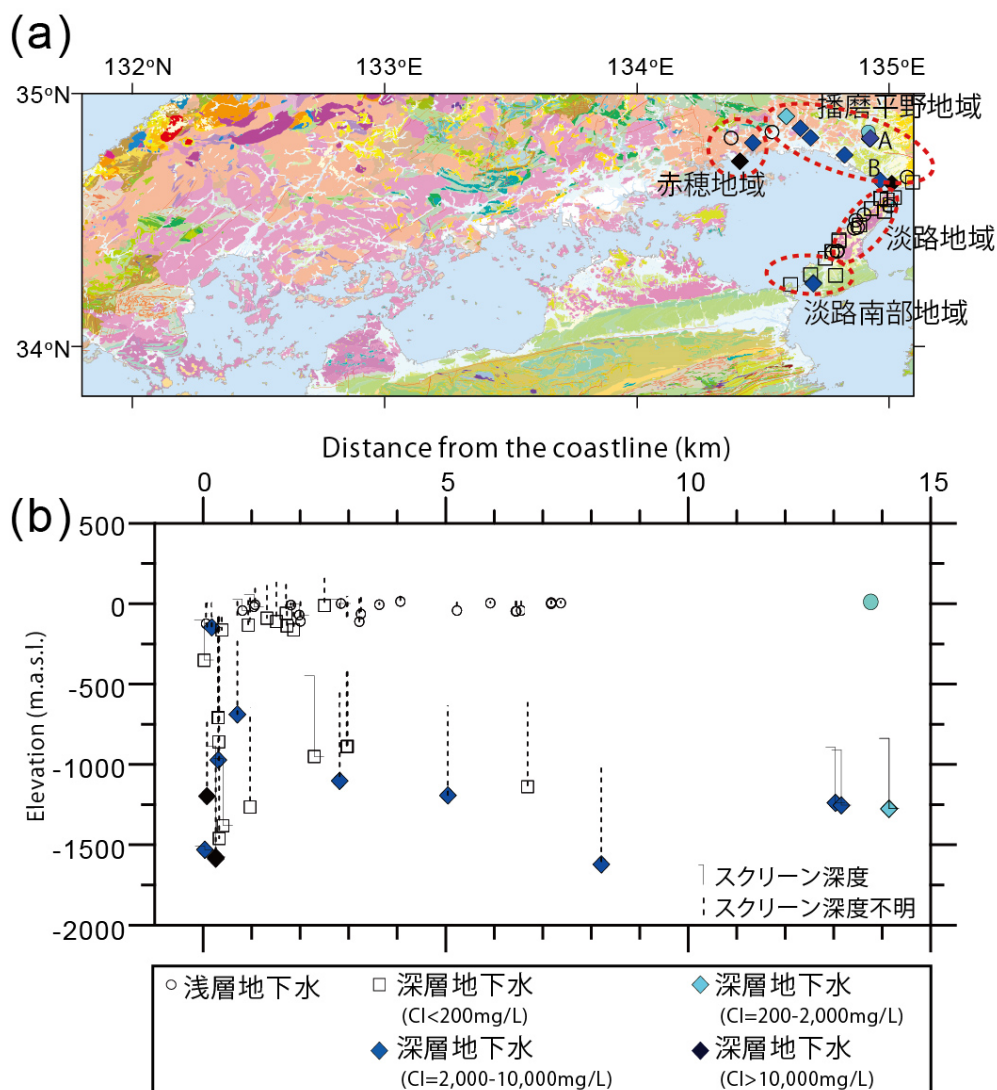 (a)
132°N 133°E 134°E 135°E
35°N
播磨平野地域
A
B
赤穂地域
淡路地域
淡路南部地域
34°N
Distance from the coastline (km)
0 5 10 15
(b)
500
0
-500
-1000
-1500
-2000
Elevation (m.a.s.l.)
スクリーン深度
スクリーン深度不明
浅層地下水
深層地下水
(Cl<200mg/L)
深層地下水
(Cl=200-2,000mg/L)
深層地下水
(Cl=2,000-10,000mg/L)
深層地下水
(Cl>10,000mg/L)